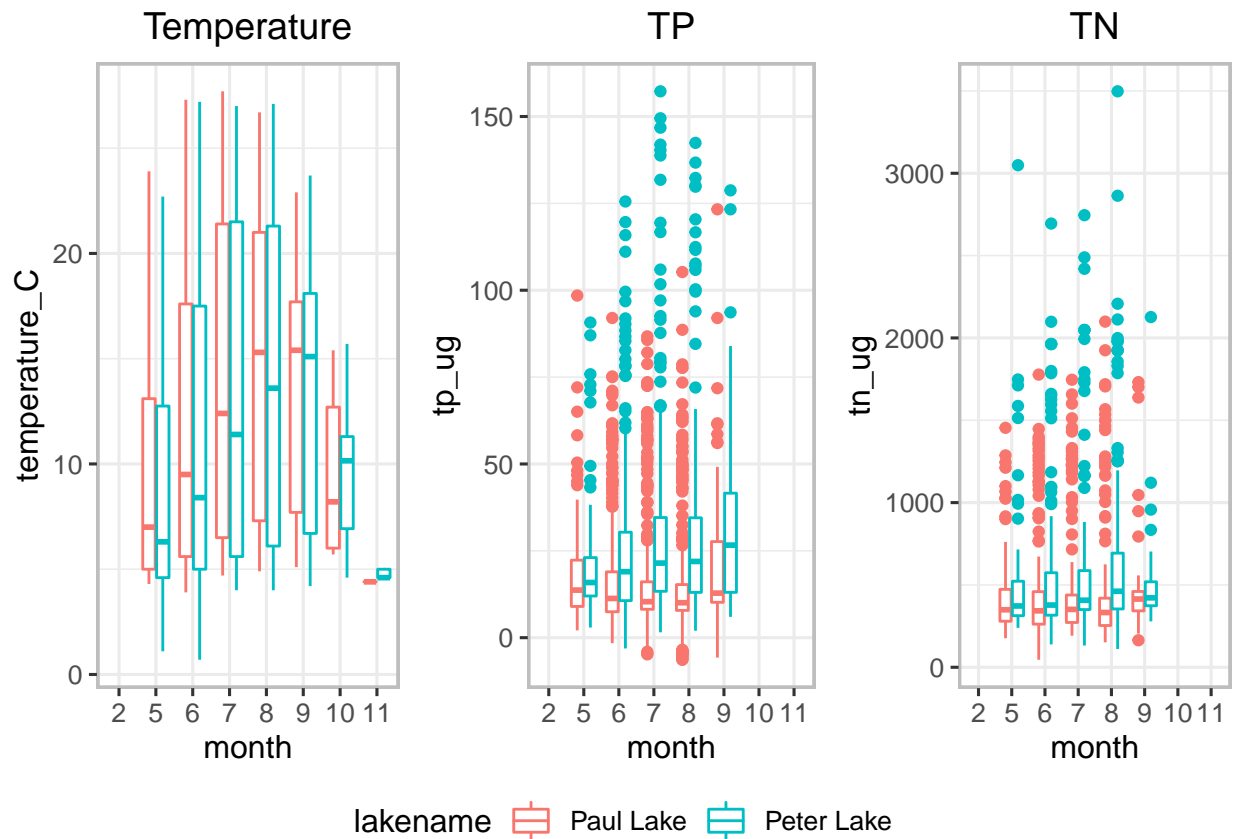 Temperature
TP
TN
temperature_C
0
10
20
2 5 6 7 8 9 10 11
month
tp_ug
0
50
100
150
2 5 6 7 8 9 10 11
month
tn_ug
0
1000
2000
3000
2 5 6 7 8 9 10 11
month
lakename Paul Lake Peter Lake